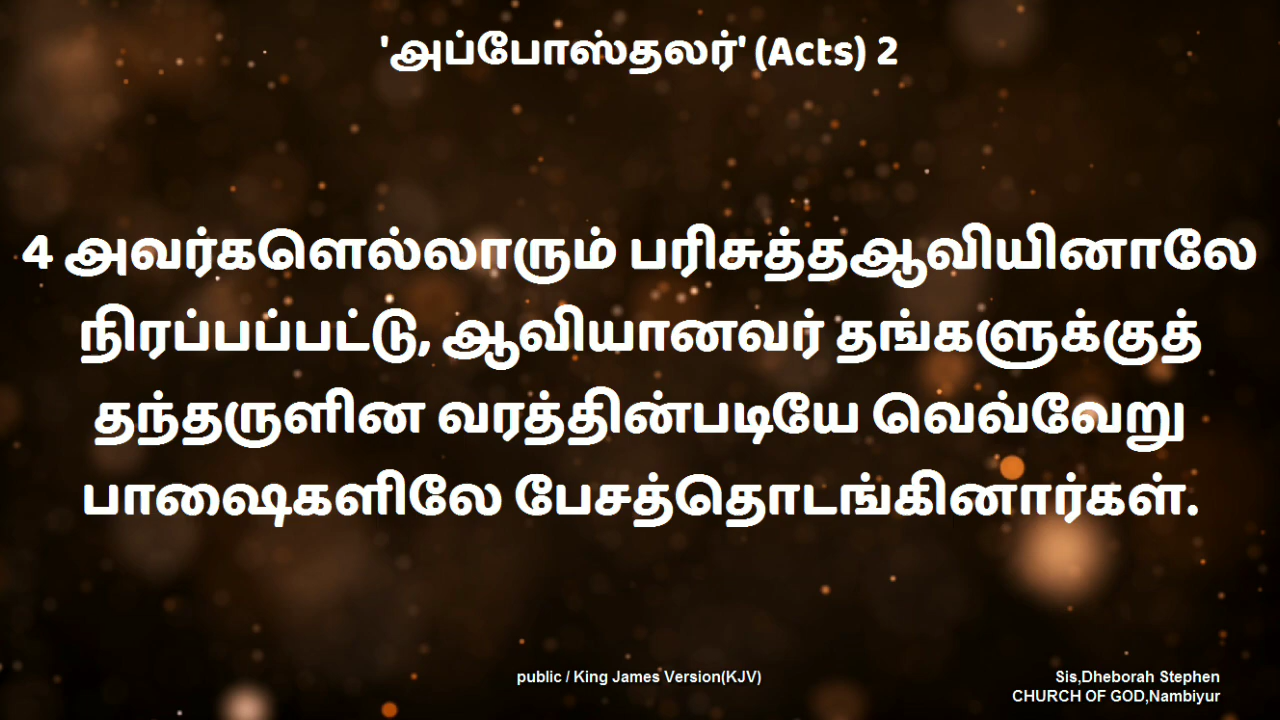 'அப்போஸ்தலர்' (Acts) 2
4 அவர்களெல்லாரும் பரிசுத்தஆவியினாலே
நிரப்பப்பட்டு, ஆவியானவர் தங்களுக்குத்
தந்தருளின வரத்தின்படியே வெவ்வேறு
பாஷைகளிலே பேசத்தொடங்கினார்கள்.
public / King James Version(KJV)
Sis,Dheborah Stephen
CHURCH OF GOD,Nambiyur